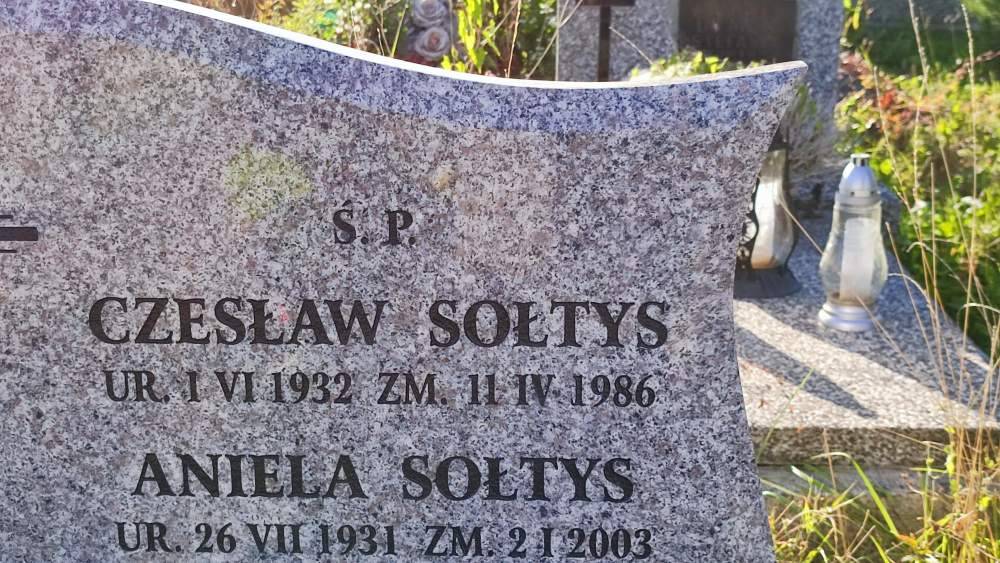 Ś. P.
CZESŁAW SOŁTYS
UR. 1 VI 1932 ZM. 11 IV 1986
ANIELA SOŁTYS
UR. 26 VII 1931 ZM. 2 I 2003